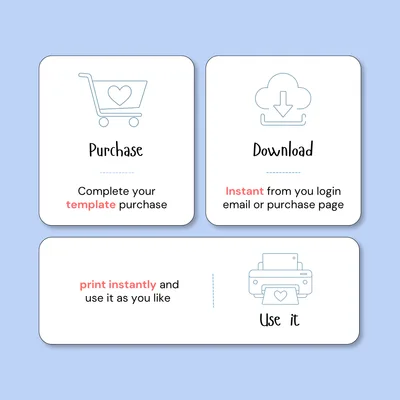 Purchase
Complete your
template purchase
Download
Instant from you login
email or purchase page
print instantly and
use it as you like
Use it